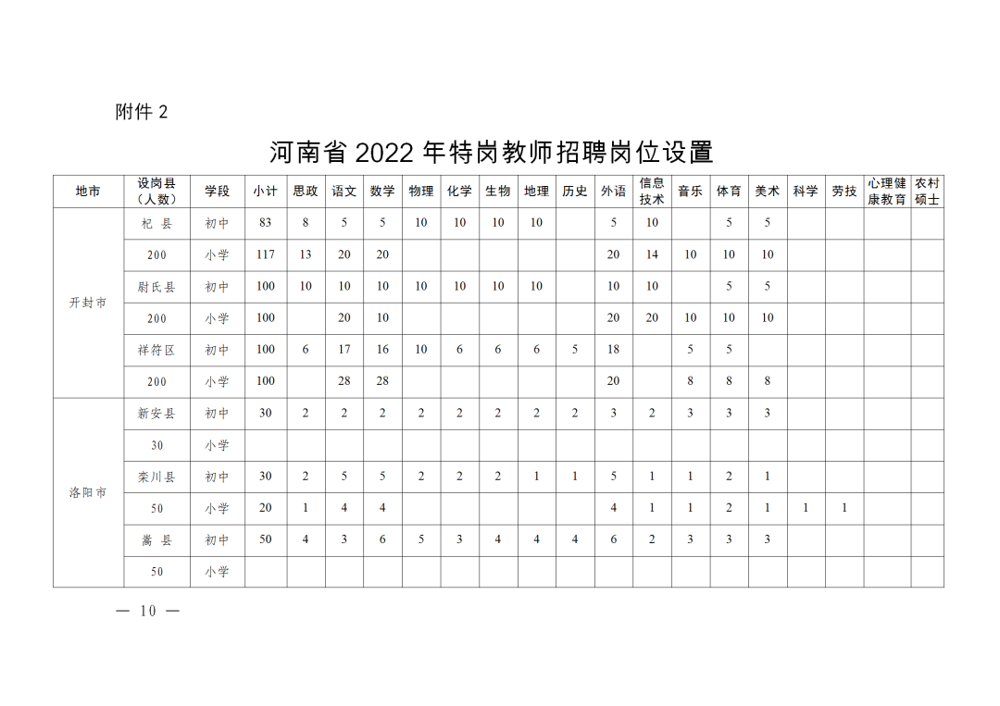 附件 2
河南省 2022 年特岗教师招聘岗位设置
地市 设岗县（人数） 学段 小计 思政 语文 数学 物理 化学 生物 地理 历史 外语 信息技术 音乐 体育 美术 科学 劳技 心理健康教育 农村硕士
开封市 杞 县 初中 83 8 5 5 10 10 10 10 5 10 5 5
200 小学 117 13 20 20 20 14 10 10 10
尉氏县 初中 100 10 10 10 10 10 10 10 10 10 5 5
200 小学 100 20 10 20 20 10 10 10
祥符区 初中 100 6 17 16 10 6 6 6 5 18 5 5
200 小学 100 28 28 20 8 8 8
洛阳市 新安县 初中 30 2 2 2 2 2 2 2 2 3 2 3 3 3
30 小学
栾川县 初中 30 2 5 5 2 2 2 1 1 5 1 1 2 1
50 小学 20 1 4 4 4 1 1 2 1 1 1
嵩 县 初中 50 4 3 6 5 3 4 4 4 6 2 3 3 3
50 小学
— 10 —